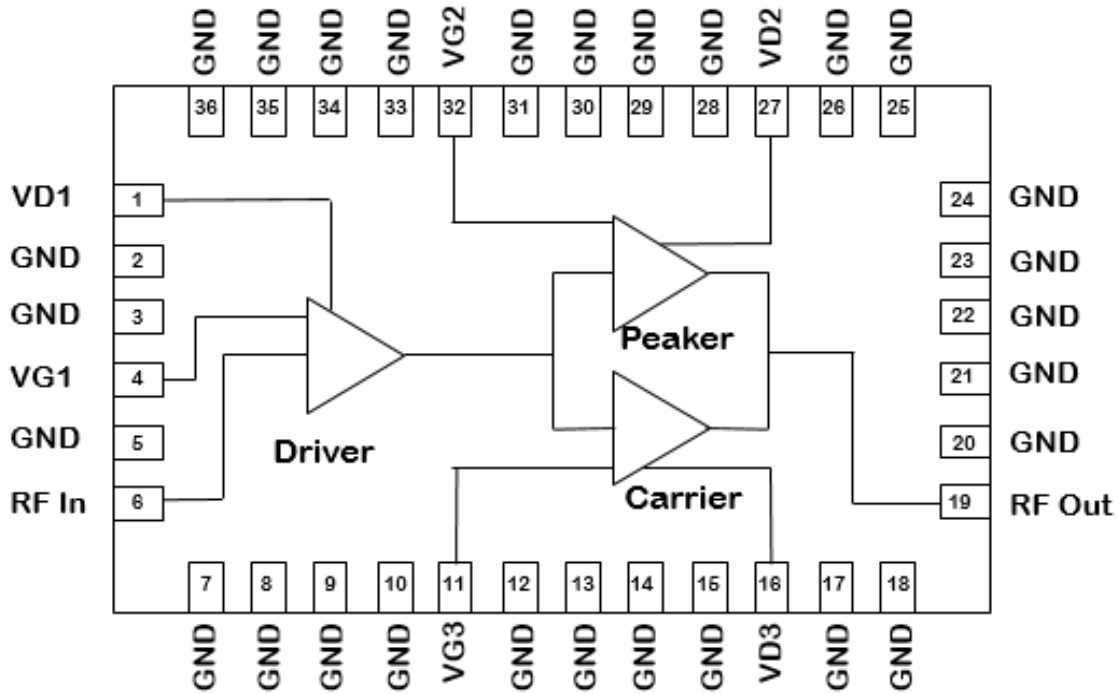 GND GND GND GND VG2 GND GND GND GND VD2 GND GND
36 35 34 33 32 31 30 29 28 27 26 25
VD1 1
24 GND
GND 2
23 GND
GND 3
22 GND
Peaker
VG1 4
21 GND
GND 5
Driver
20 GND
RF In 6
Carrier
19 RF Out
7 8 9 10 11 12 13 14 15 16 17 18
GND GND GND GND VG3 GND GND GND GND VD3 GND GND